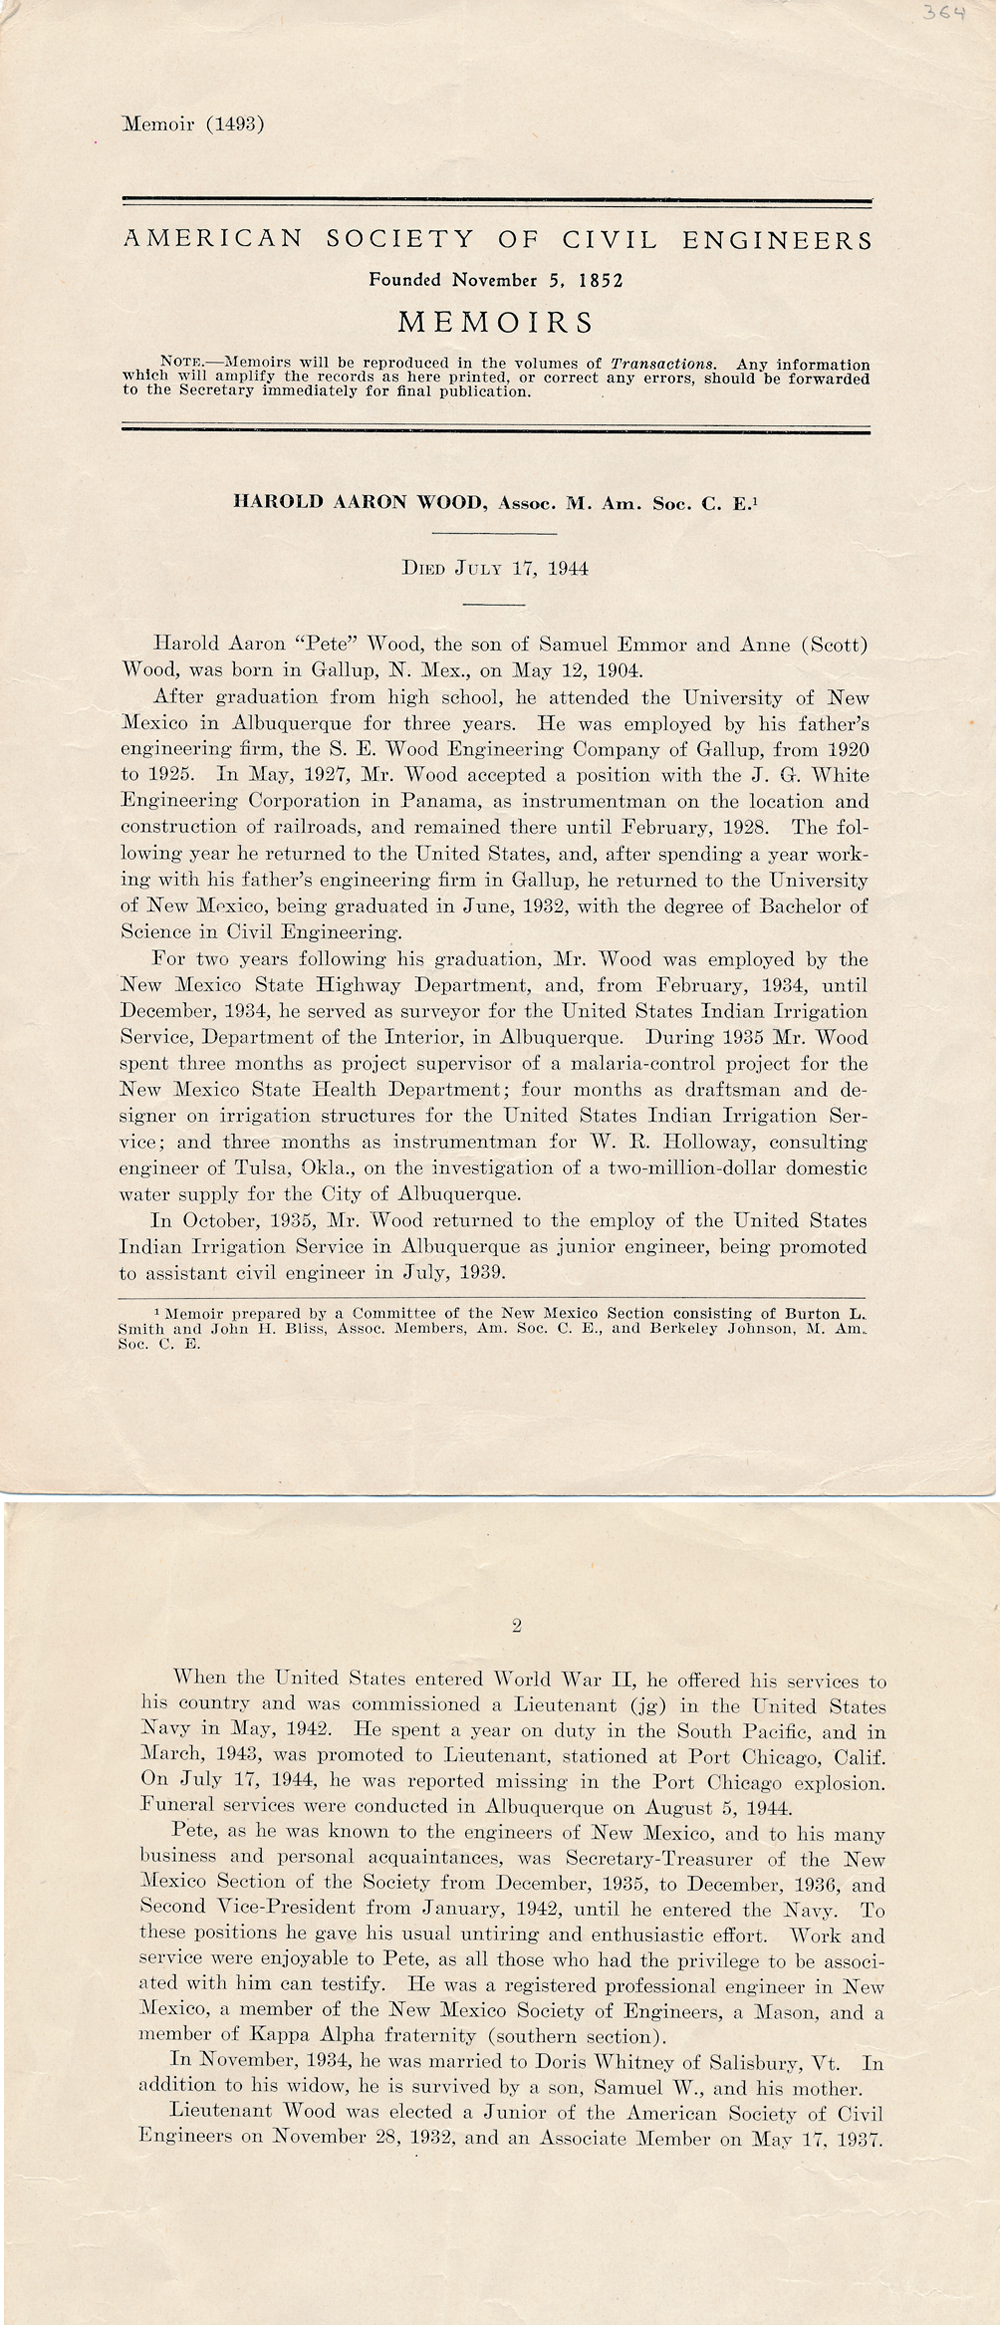 364
Memoir (1493)
AMERICAN SOCIETY OF CIVIL ENGINEERS
Founded November 5, 1852
MEMOIRS
NOTE.—Memoirs will be reproduced in the volumes of Transactions. Any information
which will amplify the records as here printed, or correct any errors, should be forwarded
to the Secretary immediately for final publication.
HAROLD AARON WOOD, Assoc. M. Am. Soc. C. E.¹
DIED JULY 17, 1944
Harold Aaron “Pete” Wood, the son of Samuel Emmor and Anne (Scott)
Wood, was born in Gallup, N. Mex., on May 12, 1904.
After graduation from high school, he attended the University of New
Mexico in Albuquerque for three years. He was employed by his father’s
engineering firm, the S. E. Wood Engineering Company of Gallup, from 1920
to 1925. In May, 1927, Mr. Wood accepted a position with the J. G. White
Engineering Corporation in Panama, as instrumentman on the location and
construction of railroads, and remained there until February, 1928. The fol-
lowing year he returned to the United States, and, after spending a year work-
ing with his father’s engineering firm in Gallup, he returned to the University
of New Mexico, being graduated in June, 1932, with the degree of Bachelor of
Science in Civil Engineering.
For two years following his graduation, Mr. Wood was employed by the
New Mexico State Highway Department, and, from February, 1934, until
December, 1934, he served as surveyor for the United States Indian Irrigation
Service, Department of the Interior, in Albuquerque. During 1935 Mr. Wood
spent three months as project supervisor of a malaria-control project for the
New Mexico State Health Department; four months as draftsman and de-
signer on irrigation structures for the United States Indian Irrigation Ser-
vice; and three months as instrumentman for W. R. Holloway, consulting
engineer of Tulsa, Okla., on the investigation of a two-million-dollar domestic
water supply for the City of Albuquerque.
In October, 1935, Mr. Wood returned to the employ of the United States
Indian Irrigation Service in Albuquerque as junior engineer, being promoted
to assistant civil engineer in July, 1939.
¹ Memoir prepared by a Committee of the New Mexico Section consisting of Burton L.
Smith and John H. Bliss, Assoc. Members, Am. Soc. C. E., and Berkeley Johnson, M. Am.
Soc. C. E.
2
When the United States entered World War II, he offered his services to
his country and was commissioned a Lieutenant (jg) in the United States
Navy in May, 1942. He spent a year on duty in the South Pacific, and in
March, 1943, was promoted to Lieutenant, stationed at Port Chicago, Calif.
On July 17, 1944, he was reported missing in the Port Chicago explosion.
Funeral services were conducted in Albuquerque on August 5, 1944.
Pete, as he was known to the engineers of New Mexico, and to his many
business and personal acquaintances, was Secretary-Treasurer of the New
Mexico Section of the Society from December, 1935, to December, 1936, and
Second Vice-President from January, 1942, until he entered the Navy. To
these positions he gave his usual untiring and enthusiastic effort. Work and
service were enjoyable to Pete, as all those who had the privilege to be associ-
ated with him can testify. He was a registered professional engineer in New
Mexico, a member of the New Mexico Society of Engineers, a Mason, and a
member of Kappa Alpha fraternity (southern section).
In November, 1934, he was married to Doris Whitney of Salisbury, Vt. In
addition to his widow, he is survived by a son, Samuel W., and his mother.
Lieutenant Wood was elected a Junior of the American Society of Civil
Engineers on November 28, 1932, and an Associate Member on May 17, 1937.